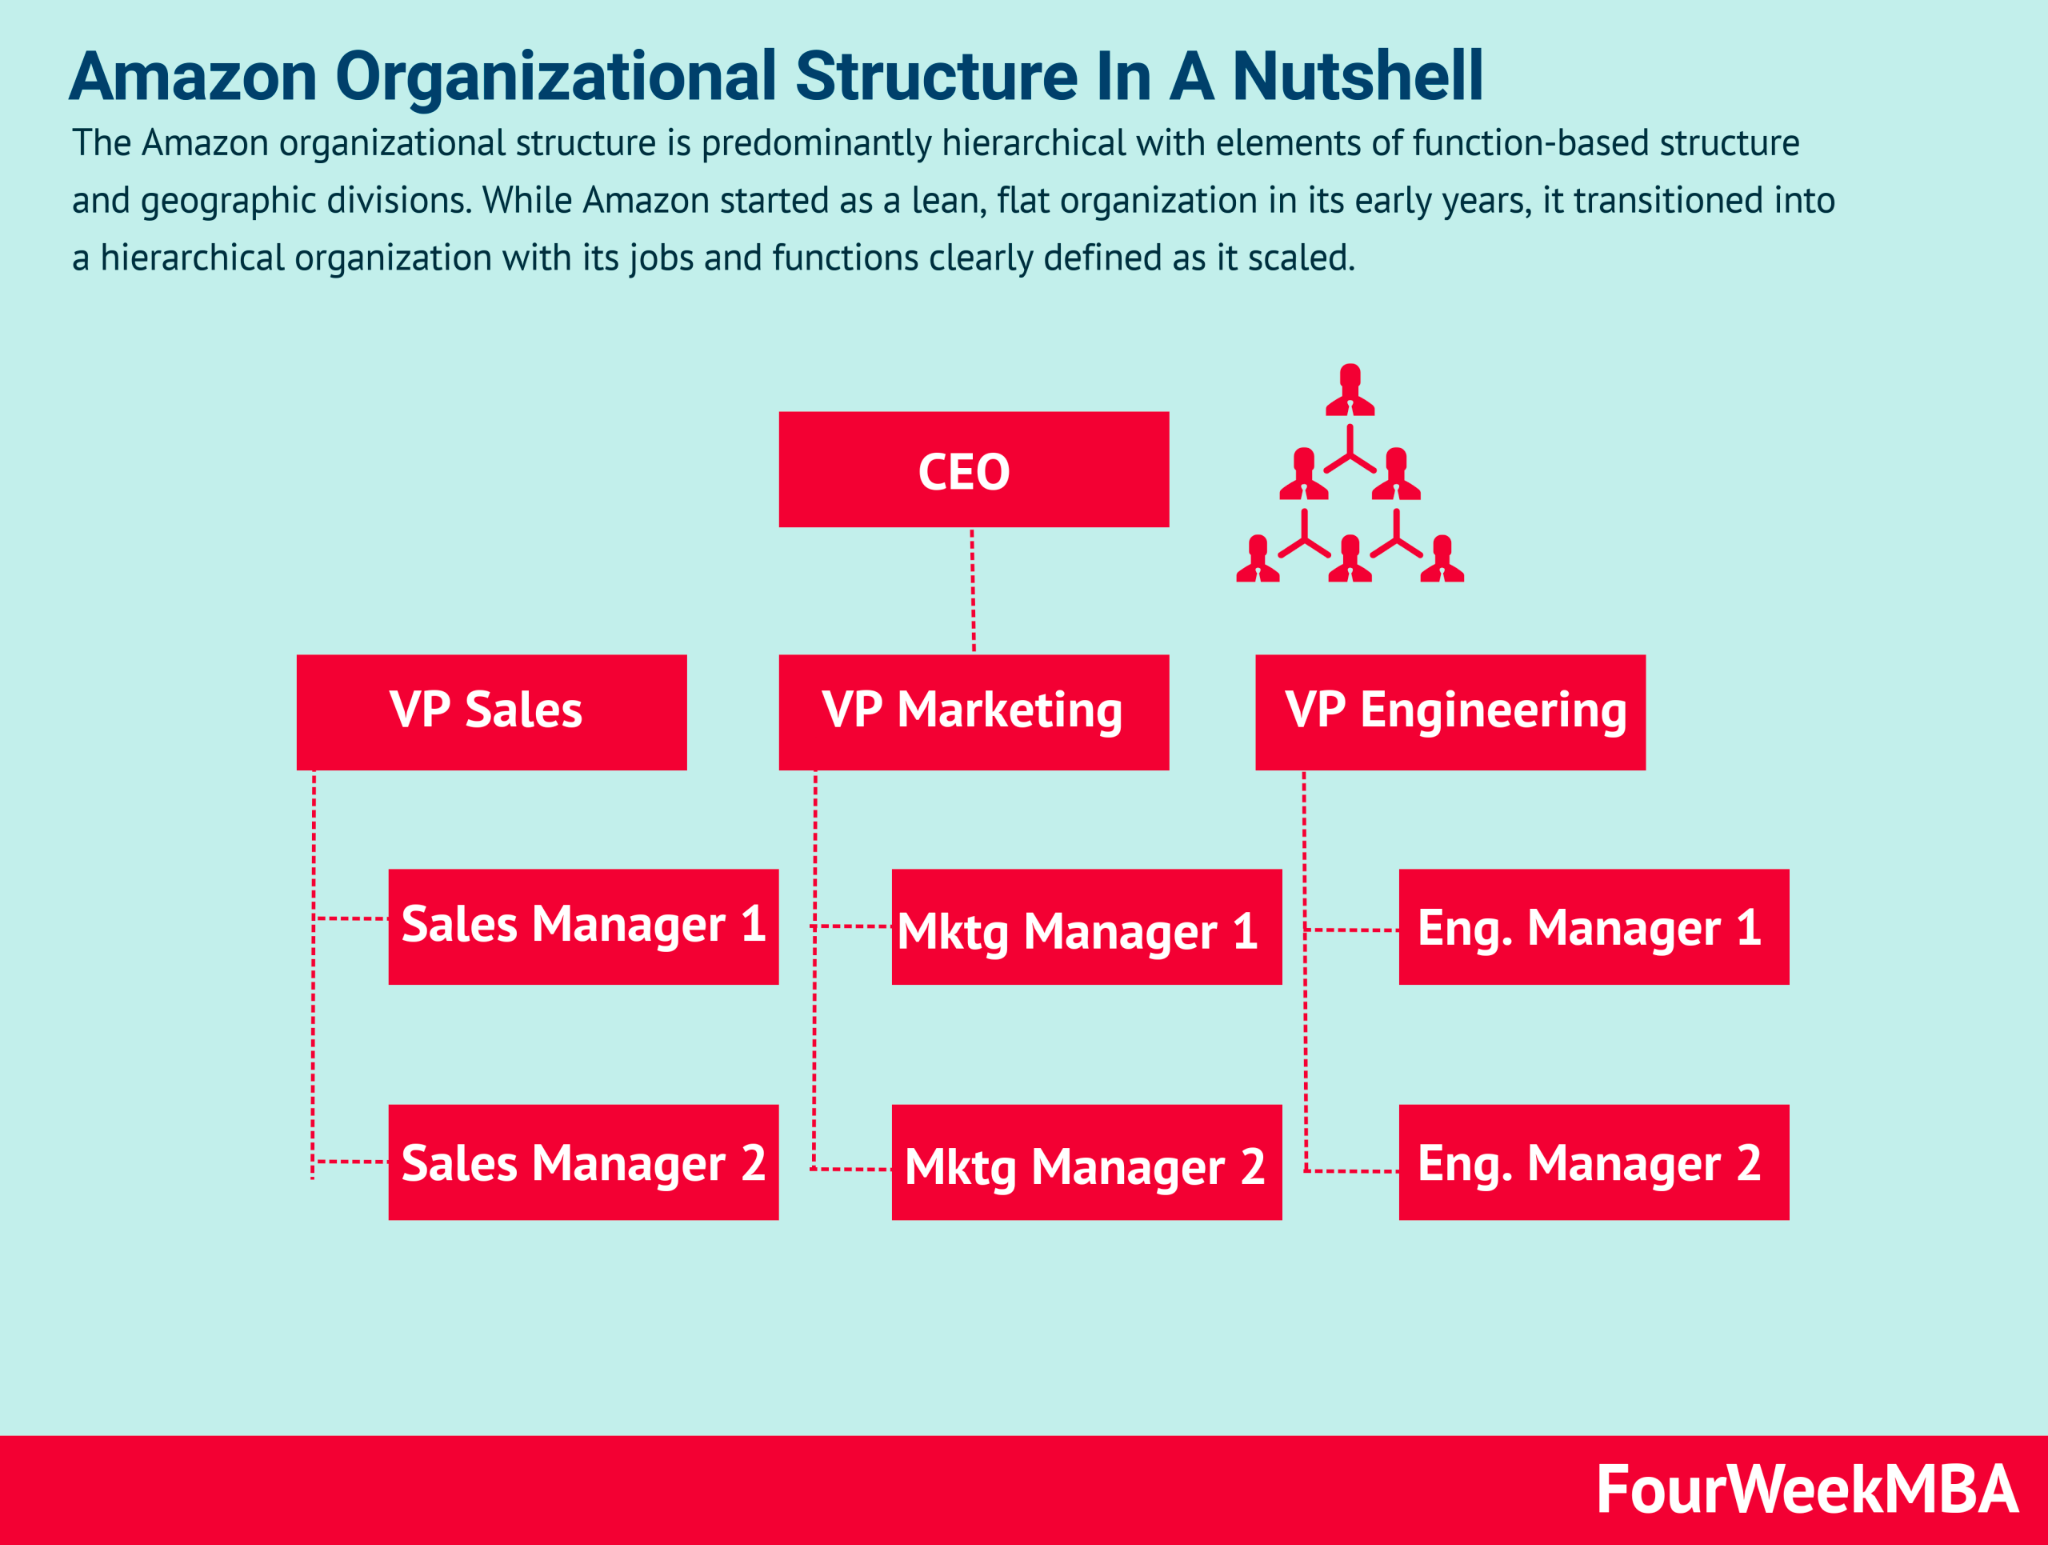 Amazon Organizational Structure In A Nutshell
The Amazon organizational structure is predominantly hierarchical with elements of function-based structure
and geographic divisions. While Amazon started as a lean, flat organization in its early years, it transitioned into
a hierarchical organization with its jobs and functions clearly defined as it scaled.
CEO
VP Sales
VP Marketing
VP Engineering
Sales Manager 1
Mktg Manager 1
Eng. Manager 1
Sales Manager 2
Mktg Manager 2
Eng. Manager 2
FourWeekMBA